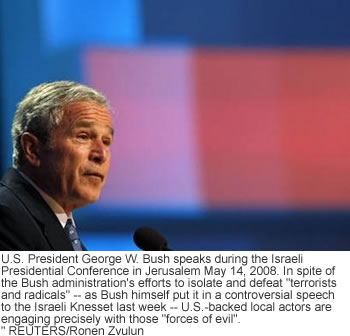 U.S. President George W. Bush speaks during the Israeli
Presidential Conference in Jerusalem May 14, 2008. In spite of
the Bush administration's efforts to isolate and defeat "terrorists
and radicals" -- as Bush himself put it in a controversial speech
to the Israeli Knesset last week -- U.S.-backed local actors are
engaging precisely with those "forces of evil".
" REUTERS/Ronen Zvulun